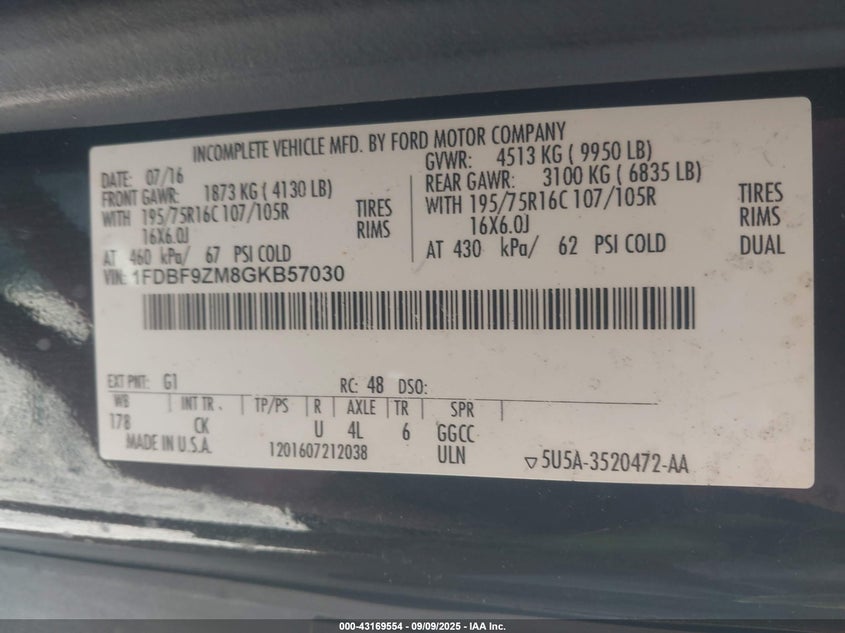 INCOMPLETE VEHICLE MFD. BY FORD MOTOR COMPANY
DATE: 07/16
GVWR: 4513 KG ( 9950 LB)
FRONT GAWR: 1873 KG ( 4130 LB)
REAR GAWR: 3100 KG ( 6835 LB)
WITH 195/75R16C 107/105R TIRES
WITH 195/75R16C 107/105R TIRES
16X6.0J RIMS
16X6.0J RIMS
AT 460 kPa/ 67 PSI COLD
AT 430 kPa/ 62 PSI COLD DUAL
VIN: 1FDBF9ZM8GKB57030
EXT PNT: G1 RC: 48 DSO:
WB | INT TR. | TP/PS | R | AXLE | TR | SPR |
178 CK U 4L 6 GGCC
MADE IN U.S.A. 1201607212038 ULN ▽5U5A-3520472-AA
000-43169554 - 09/09/2025 - IAA Inc.